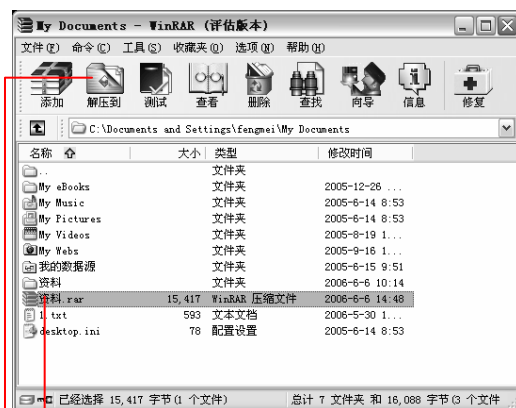 My Documents - WinRAR (评估版本)
文件(F) 命令(C) 工具(S) 收藏夹(O) 选项(N) 帮助(H)
添加 解压到 测试 查看 删除 查找 向导 信息 修复
C:\Documents and Settings\fengmei\My Documents
名称 大小 类型 修改时间
.. 文件夹
My eBooks 文件夹 2005-12-26 ...
My Music 文件夹 2005-6-14 8:53
My Pictures 文件夹 2005-6-14 8:53
My Videos 文件夹 2005-8-19 1...
My Webs 文件夹 2005-9-16 1...
我的数据源 文件夹 2005-6-15 9:51
资料 文件夹 2006-6-6 10:14
资料.rar 15,417 WinRAR 压缩文件 2006-6-6 14:48
1.txt 593 文本文档 2006-5-30 1...
desktop.ini 78 配置设置 2005-6-14 8:53
已经选择 15,417 字节(1 个文件) 总计 7 文件夹 和 16,088 字节(3 个文件